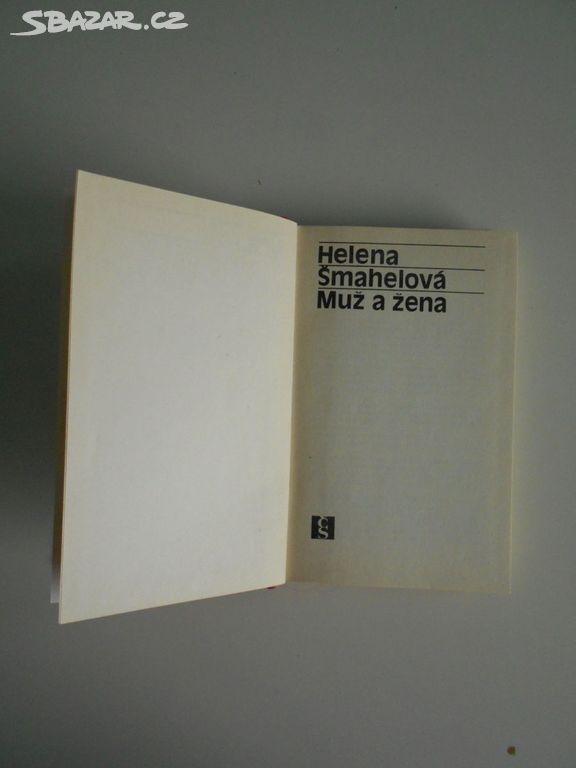 SBAZAR.CZ
Helena
Šmahelová
Muž a žena
čs